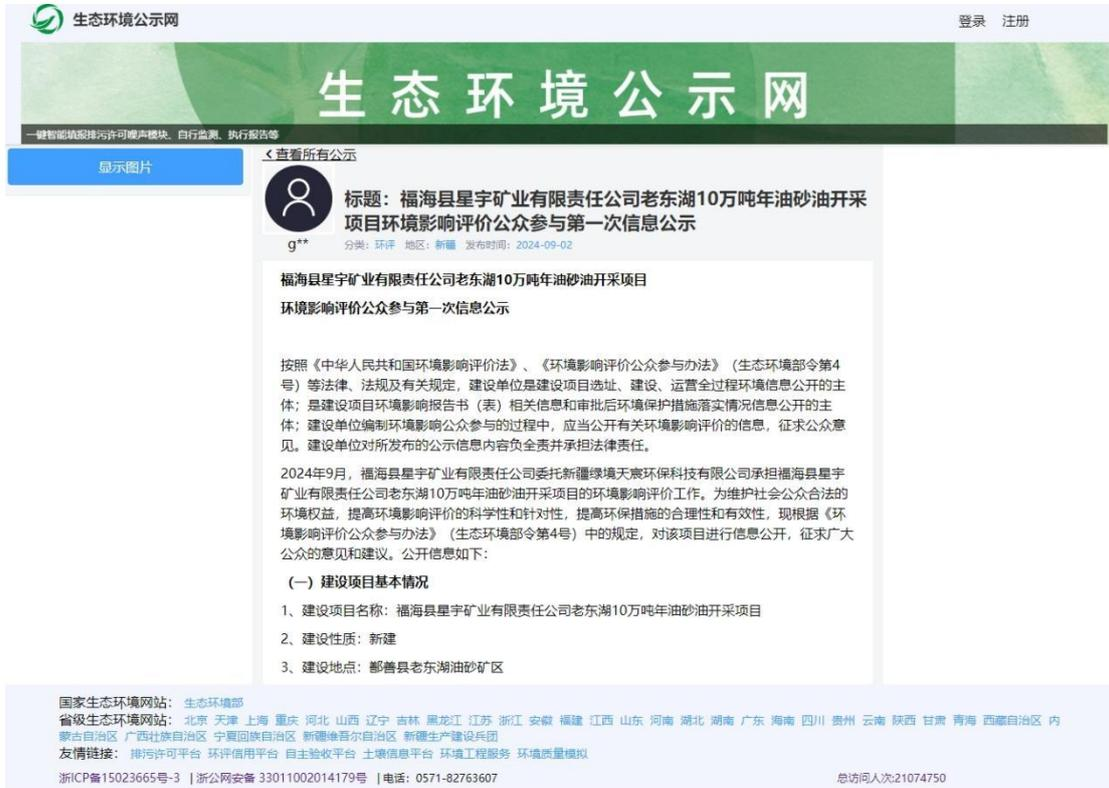 生态环境公示网
登录 注册
生态环境公示网
一键智能填报排污许可噪声模块、自行监测、执行报告等
显示图片
<查看所有公示
标题：福海县星宇矿业有限责任公司老东湖10万吨年油砂油开采
项目环境影响评价公众参与第一次信息公示
g**
分类：环评 地区：新疆 发布时间：2024-09-02
福海县星宇矿业有限责任公司老东湖10万吨年油砂油开采项目
环境影响评价公众参与第一次信息公示
按照《中华人民共和国环境影响评价法》、《环境影响评价公众参与办法》（生态环境部令第4
号）等法律、法规及有关规定，建设单位是建设项目选址、建设、运营全过程环境信息公开的主
体；是建设项目环境影响报告书（表）相关信息和审批后环境保护措施落实情况信息公开的主
体；建设单位编制环境影响公众参与的过程中，应当公开有关环境影响评价的信息，征求公众意
见。建设单位对所发布的公示信息内容负全责并承担法律责任。
2024年9月，福海县星宇矿业有限责任公司委托新疆绿境天宸环保科技有限公司承担福海县星宇
矿业有限责任公司老东湖10万吨年油砂油开采项目的环境影响评价工作。为维护社会公众合法的
环境权益，提高环境影响评价的科学性和针对性，提高环保措施的合理性和有效性，现根据《环
境影响评价公众参与办法》（生态环境部令第4号）中的规定，对该项目进行信息公开，征求广大
公众的意见和建议。公开信息如下：
（一）建设项目基本情况
1、建设项目名称：福海县星宇矿业有限责任公司老东湖10万吨年油砂油开采项目
2、建设性质：新建
3、建设地点：鄯善县老东湖油砂矿区
国家生态环境网站： 生态环境部
省级生态环境网站： 北京 天津 上海 重庆 河北 山西 辽宁 吉林 黑龙江 江苏 浙江 安徽 福建 江西 山东 河南 湖北 湖南 广东 海南 四川 贵州 云南 陕西 甘肃 青海 西藏自治区 内
蒙古自治区 广西壮族自治区 宁夏回族自治区 新疆维吾尔自治区 新疆生产建设兵团
友情链接： 排污许可平台 环评信用平台 自主验收平台 土壤信息平台 环境工程服务 环境质量模拟
浙ICP备15023665号-3 |浙公网安备 33011002014179号 |电话：0571-82763607
总访问人次:21074750